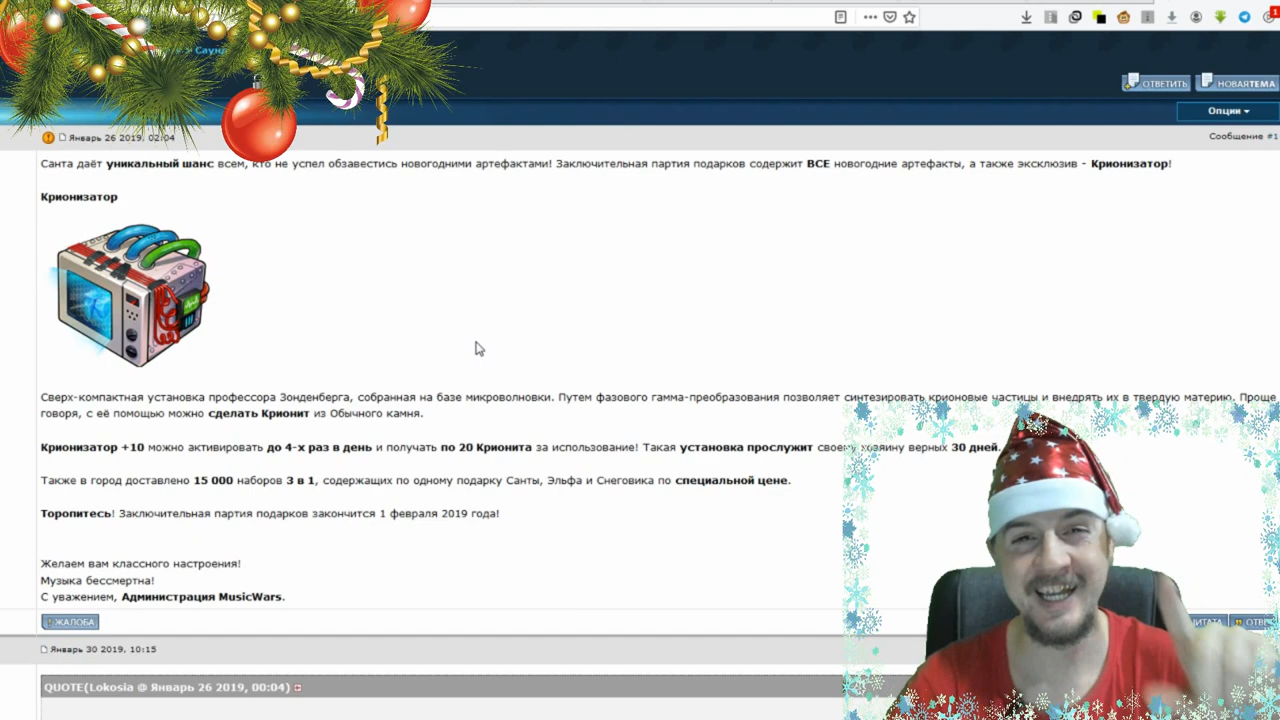 Саун
ОТВЕТИТЬ
НОВАЯТЕМА
Опции
Январь 26 2019, 02:04
Сообщение #1
Санта даёт уникальный шанс всем, кто не успел обзавестись новогодними артефактами! Заключительная партия подарков содержит ВСЕ новогодние артефакты, а также эксклюзив - Крионизатор!
Крионизатор
Сверх-компактная установка профессора Зонденберга, собранная на базе микроволновки. Путем фазового гамма-преобразования позволяет синтезировать крионовые частицы и внедрять их в твердую материю. Проще
говоря, с её помощью можно сделать Крионит из Обычного камня.
Крионизатор +10 можно активировать до 4-х раз в день и получать по 20 Крионита за использование! Такая установка прослужит своему хозяину верных 30 дней.
Также в город доставлено 15 000 наборов 3 в 1, содержащих по одному подарку Санты, Эльфа и Снеговика по специальной цене.
Торопитесь! Заключительная партия подарков закончится 1 февраля 2019 года!
Желаем вам классного настроения!
Музыка бессмертна!
С уважением, Администрация MusicWars.
ЖАЛОБА
ИТАТА
ОТВЕ
Январь 30 2019, 10:15
QUOTE(Lokosia @ Январь 26 2019, 00:04)